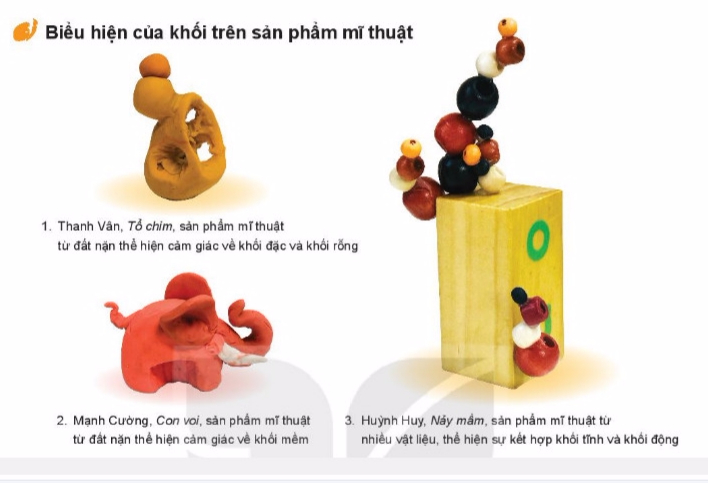 Biểu hiện của khối trên sản phẩm mĩ thuật
1. Thanh Vân, Tổ chim, sản phẩm mĩ thuật
từ đất nặn thể hiện cảm giác về khối đặc và khối rỗng
2. Mạnh Cường, Con voi, sản phẩm mĩ thuật
từ đất nặn thể hiện cảm giác về khối mềm
3. Huỳnh Huy, Nảy mầm, sản phẩm mĩ thuật từ
nhiều vật liệu, thể hiện sự kết hợp khối tĩnh và khối động